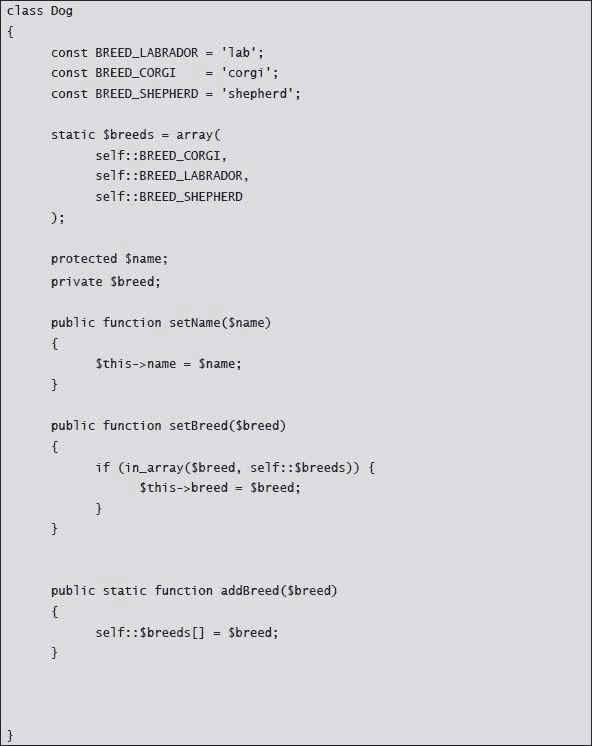 class Dog
{
      const BREED_LABRADOR = 'lab';
      const BREED_CORGI    = 'corgi';
      const BREED_SHEPHERD = 'shepherd';

      static $breeds = array(
            self::BREED_CORGI,
            self::BREED_LABRADOR,
            self::BREED_SHEPHERD
      );

      protected $name;
      private $breed;

      public function setName($name)
      {
            $this->name = $name;
      }

      public function setBreed($breed)
      {
            if (in_array($breed, self::$breeds)) {
                  $this->breed = $breed;
            }
      }

      public static function addBreed($breed)
      {
            self::$breeds[] = $breed;
      }

}